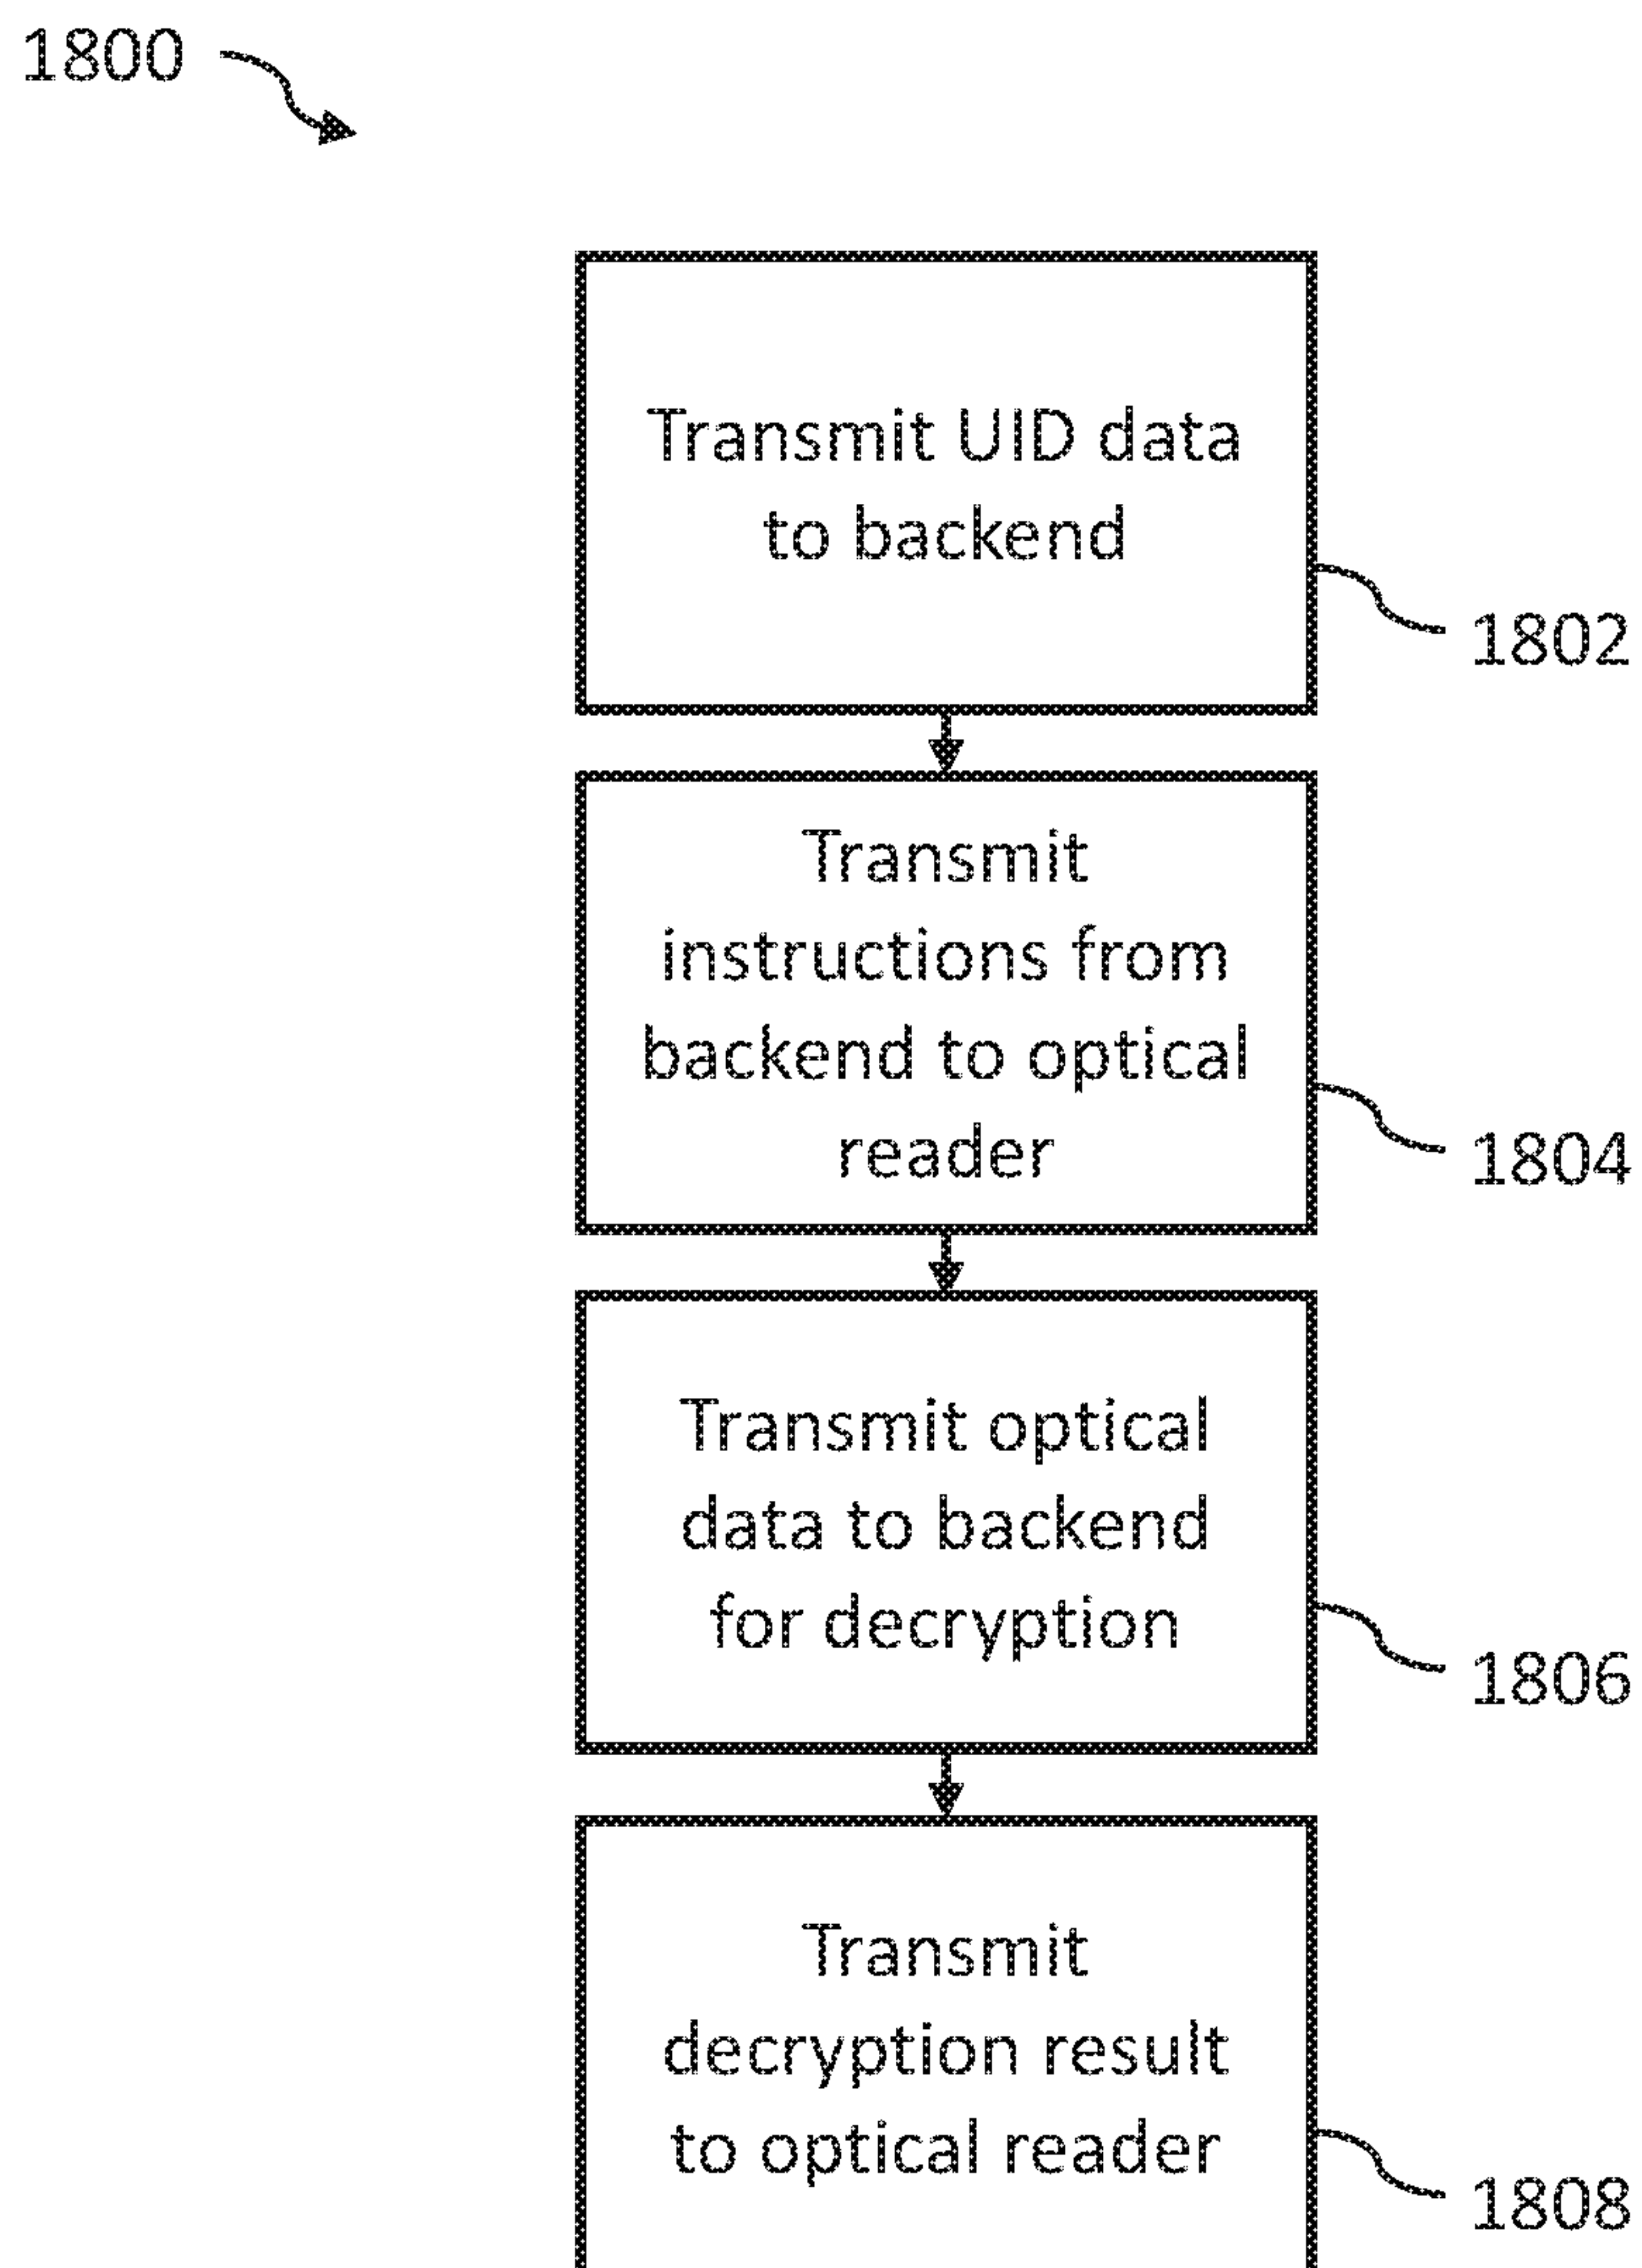 1800
Transmit UID data
to backend
1802
Transmit
instructions from
backend to optical
reader
1804
Transmit optical
data to backend
for decryption
1806
Transmit
decryption result
to optical reader
1808